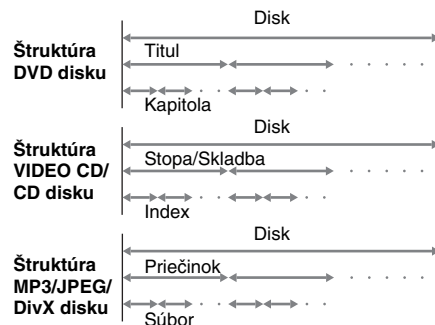 Disk
Štruktúra
DVD disku
Titul
Kapitola
Disk
Štruktúra
VIDEO CD/
CD disku
Stopa/Skladba
Index
Disk
Štruktúra
MP3/JPEG/
DivX disku
Priečinok
Súbor